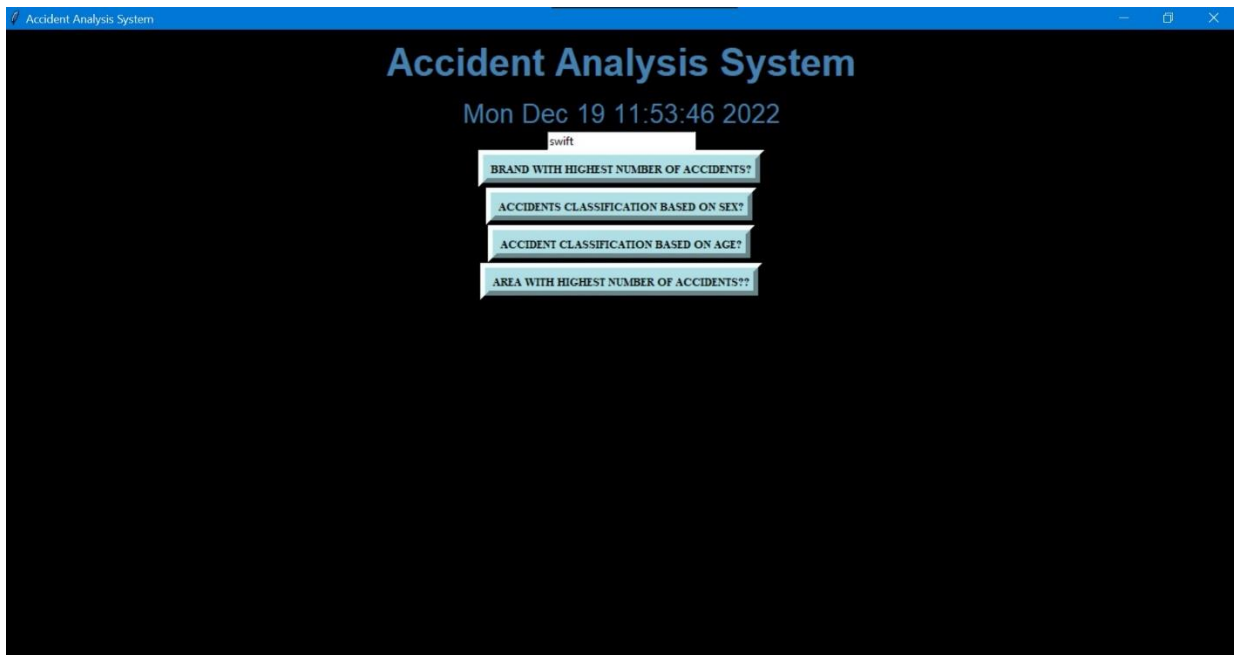 Accident Analysis System
Accident Analysis System
Mon Dec 19 11:53:46 2022
swift
BRAND WITH HIGHEST NUMBER OF ACCIDENTS?
ACCIDENTS CLASSIFICATION BASED ON SEX?
ACCIDENT CLASSIFICATION BASED ON AGE?
AREA WITH HIGHEST NUMBER OF ACCIDENTS??